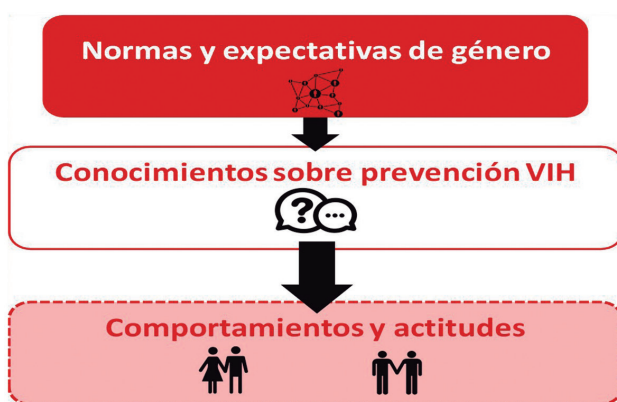 Normas y expectativas de género
Conocimientos sobre prevención VIH
?
...
Comportamientos y actitudes